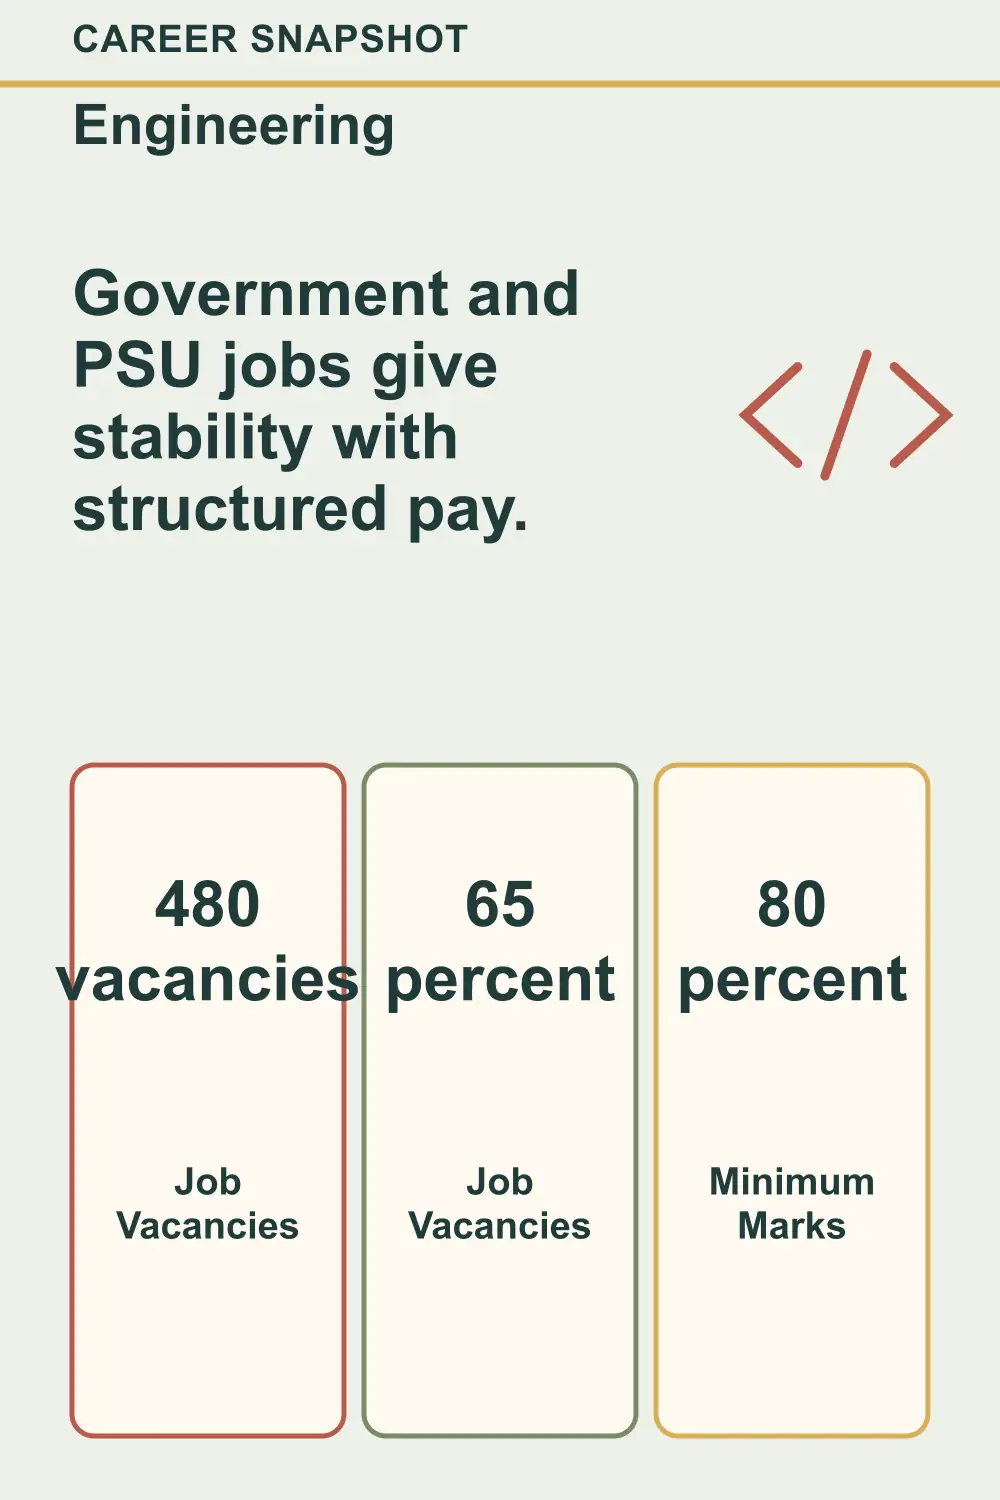 CAREER SNAPSHOT
Engineering
Government and
PSU jobs give
stability with
structured pay.
480
vacancies
65
percent
80
percent
Job
Vacancies
Job
Vacancies
Minimum
Marks